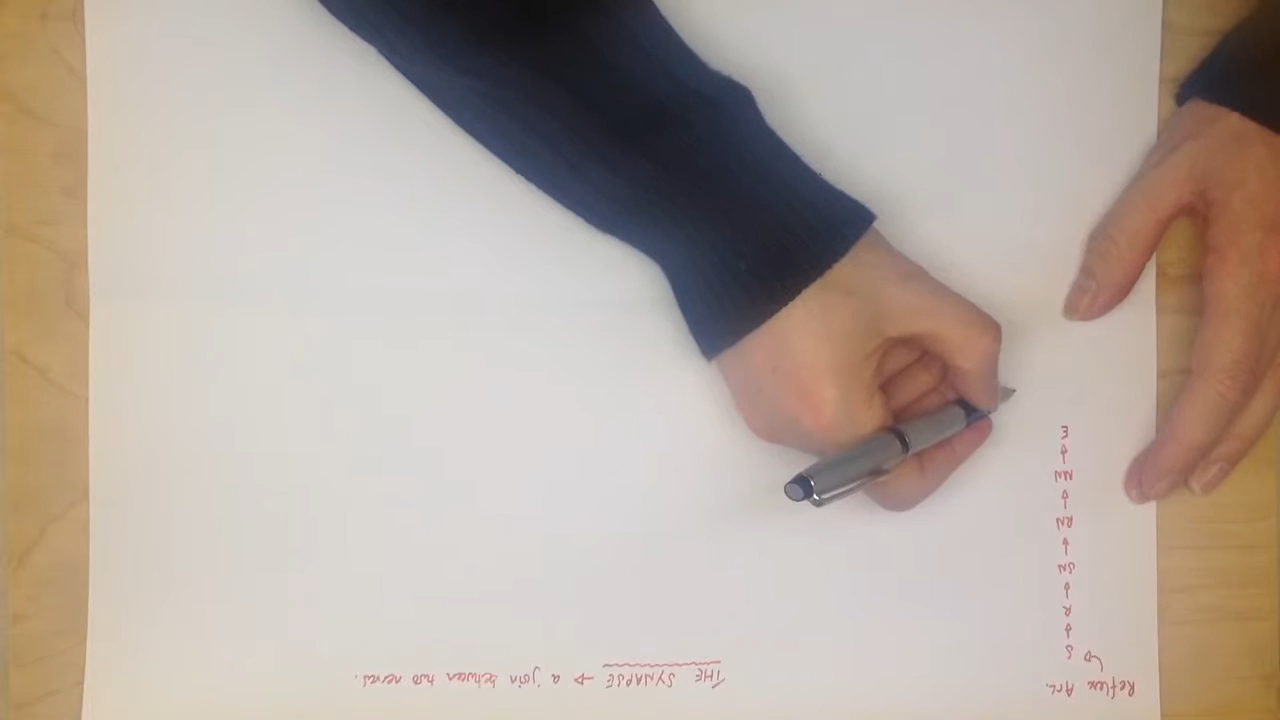 Reflex Arc.
THE SYNAPSE → a join between two nerves.
S
↓
R
↓
SN
↓
RN
↓
MN
↓
E